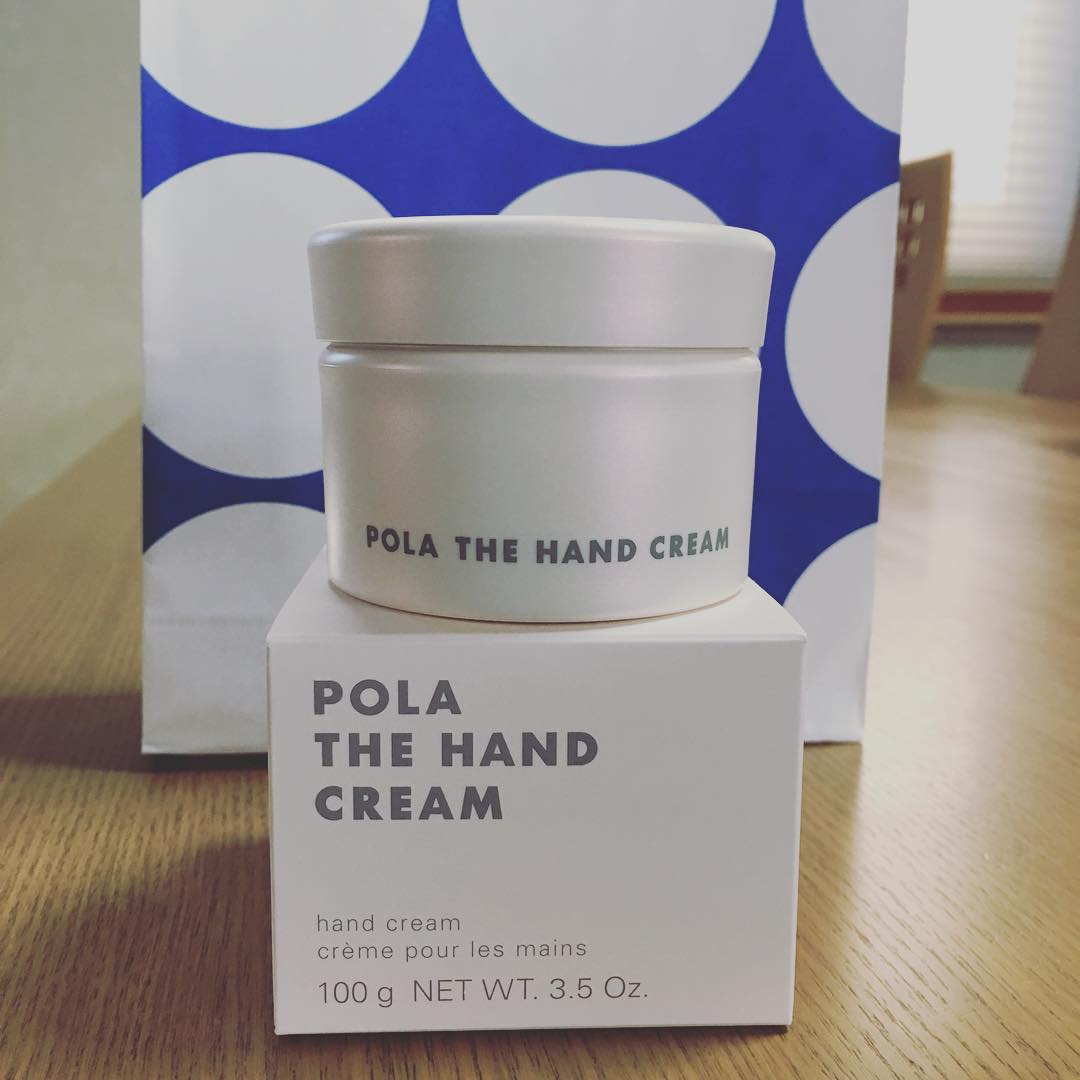 POLA THE HAND CREAM
POLA
THE HAND
CREAM
hand cream
crème pour les mains
100 g NET WT. 3.5 Oz.